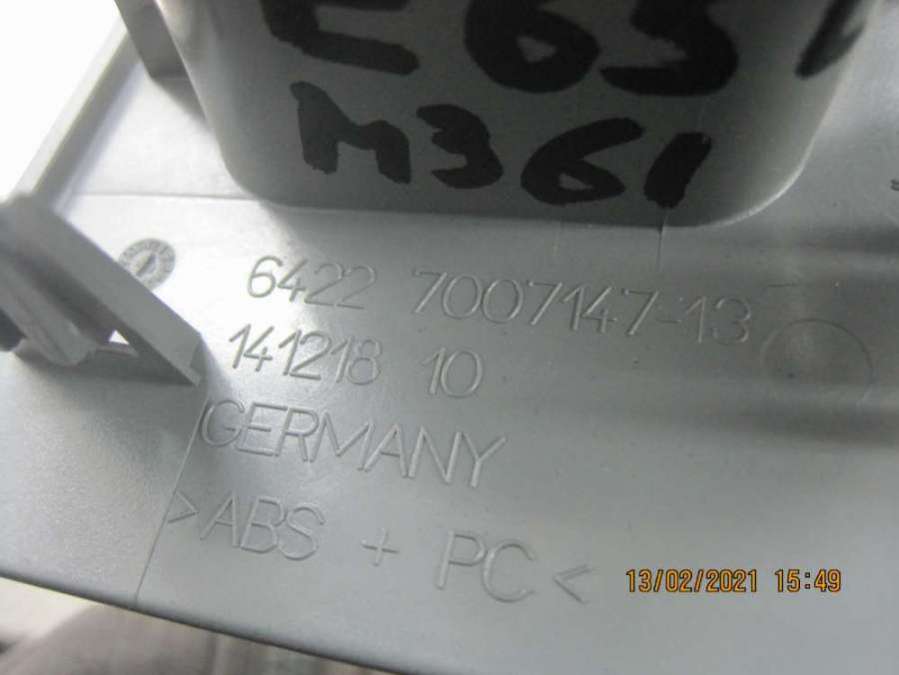 E65
M361
6422 7007147-13
141218 10
GERMANY
>ABS + PC<
13/02/2021 15:49